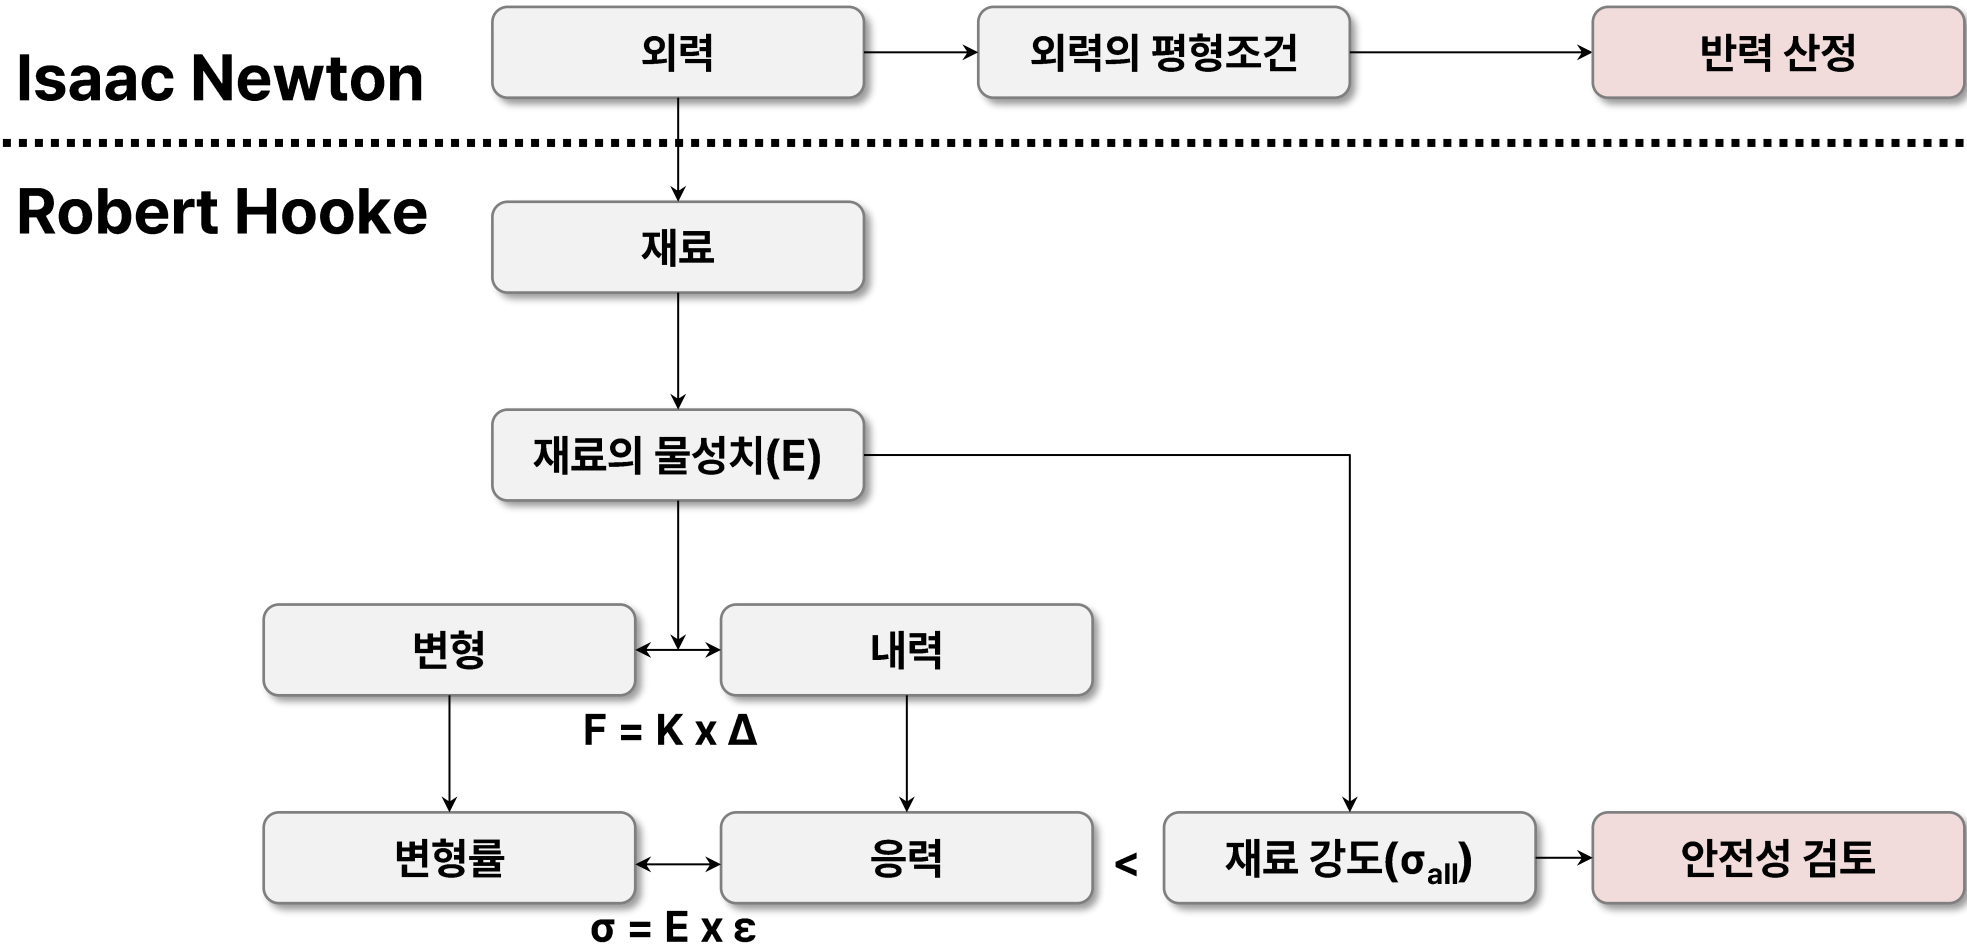 Isaac Newton
외력
외력의 평형조건
반력 산정
Robert Hooke
재료
재료의 물성치(E)
변형
내력
F = K x Δ
변형률
응력
<
재료 강도(σall)
안전성 검토
σ = E x ε